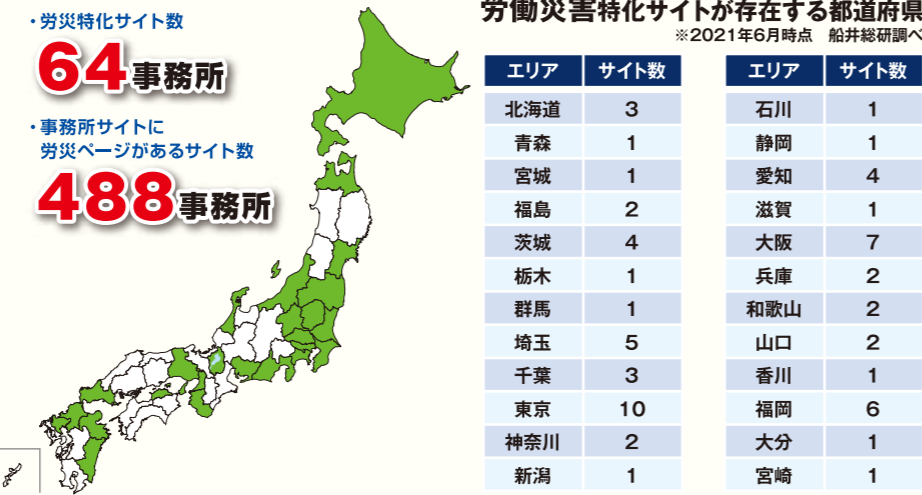 ・労災特化サイト数
64事務所
・事務所サイトに
労災ページがあるサイト数
488事務所
労働災害特化サイトが存在する都道府県
※2021年6月時点　船井総研調べ
エリア サイト数
北海道 3
青森 1
宮城 1
福島 2
茨城 4
栃木 1
群馬 1
埼玉 5
千葉 3
東京 10
神奈川 2
新潟 1
エリア サイト数
石川 1
静岡 1
愛知 4
滋賀 1
大阪 7
兵庫 2
和歌山 2
山口 2
香川 1
福岡 6
大分 1
宮崎 1